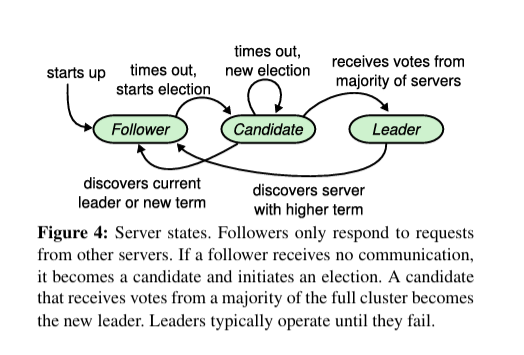 times out,
new election
receives votes from
majority of servers
starts up
times out,
starts election
Follower
Candidate
Leader
discovers current
leader or new term
discovers server
with higher term
Figure 4: Server states. Followers only respond to requests
from other servers. If a follower receives no communication,
it becomes a candidate and initiates an election. A candidate
that receives votes from a majority of the full cluster becomes
the new leader. Leaders typically operate until they fail.